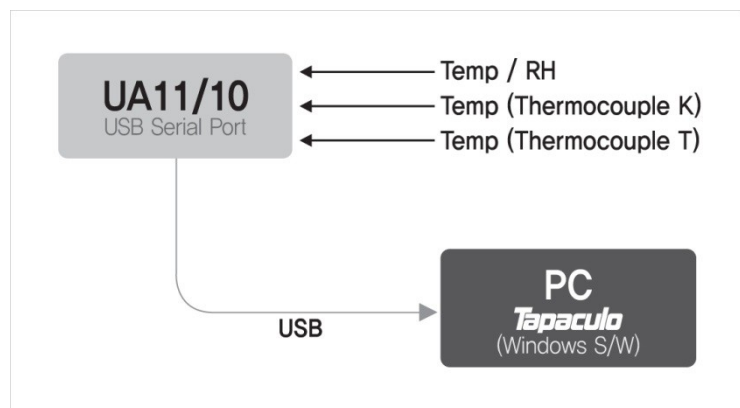 UA11/10
USB Serial Port
Temp / RH
Temp (Thermocouple K)
Temp (Thermocouple T)
USB
PC
Tapaculo
(Windows S/W)